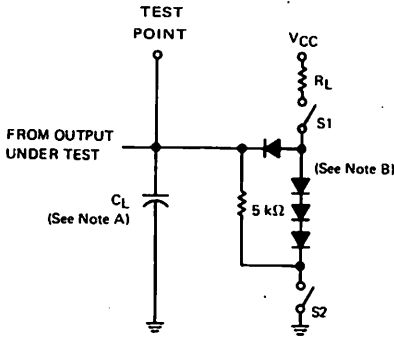 TEST
POINT
VCC
RL
S1
FROM OUTPUT
UNDER TEST
(See Note B)
CL
(See Note A)
5 kΩ
S2